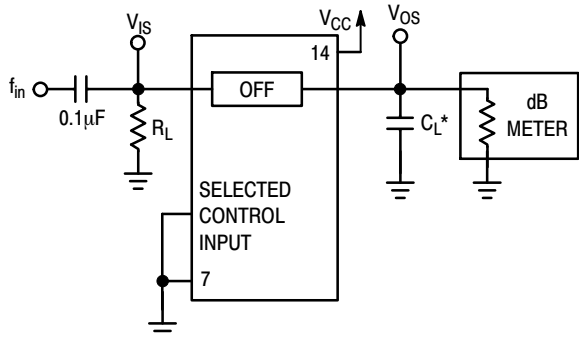 V_IS
V_CC
14
V_OS
f_in
0.1µF
R_L
OFF
C_L*
dB
METER
SELECTED
CONTROL
INPUT
7